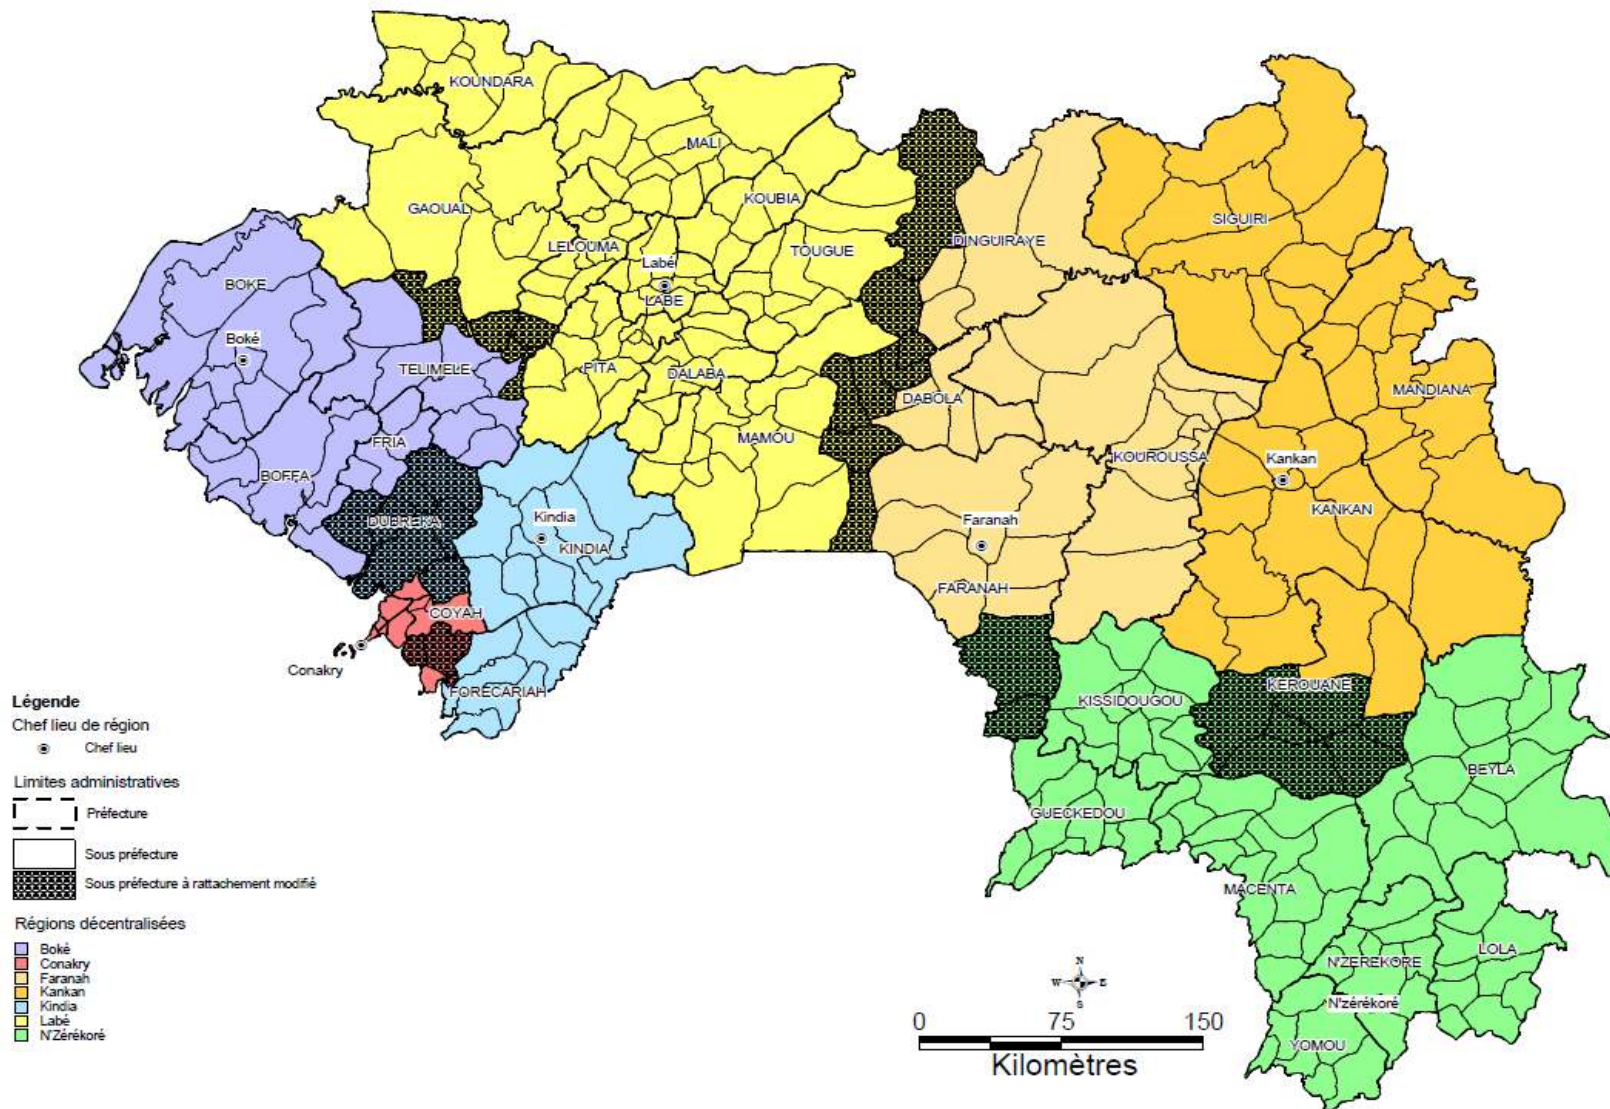 KOUNDARA
MALI
KOUBIA
GAOUAL
SIGUIRI
LELOUMA
TOUGUE
DINGUIRAYE
Labé
LABE
BOKE
Boké
TELIMELE
PITA
DALABA
DABOLA
MANDIANA
FRIA
MAMOU
KOUROUSSA
Kankan
BOFFA
KANKAN
DUBREKA
Kindia
KINDIA
Faranah
FARANAH
COYAH
Conakry
FORECARIAH
KISSIDOUGOU
KEROUANE
BEYLA
GUECKEDOU
MACENTA
LOLA
N'ZEREKORE
N'zérékoré
YOMOU
Légende
Chef lieu de région
Chef lieu
Limites administratives
Préfecture
Sous préfecture
Sous préfecture à rattachement modifié
Régions décentralisées
Boké
Conakry
Faranah
Kankan
Kindia
Labé
N'Zérékoré
N
W E
S
0 75 150
Kilomètres